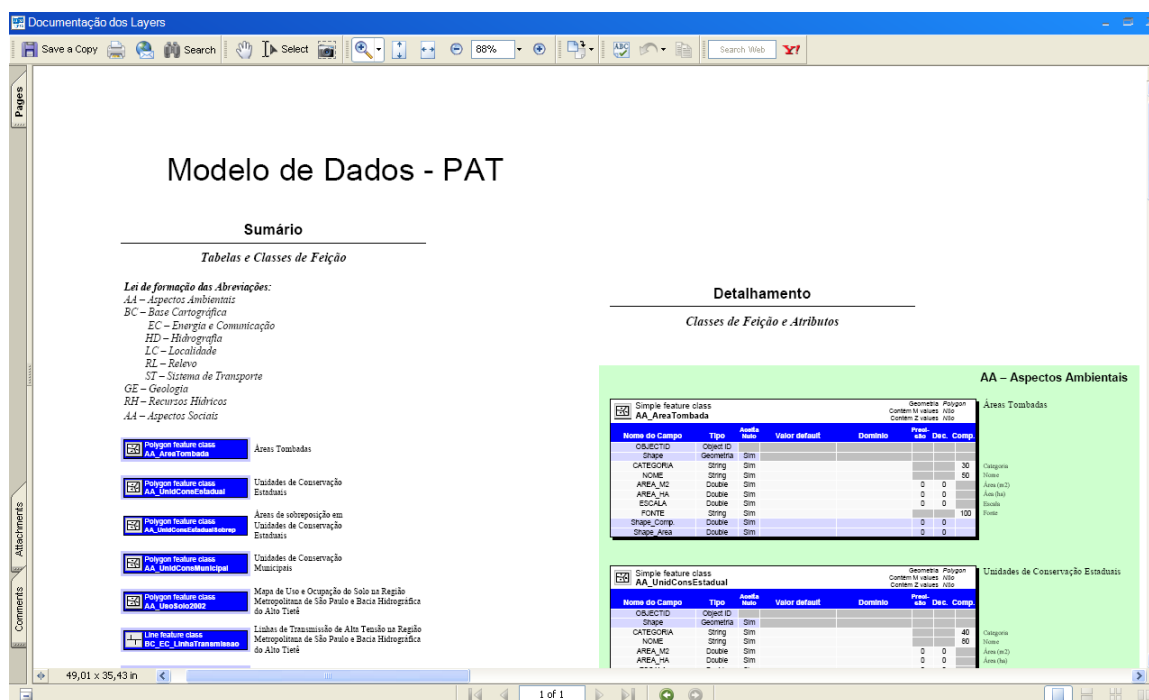 Documentação dos Layers
Save a Copy
Search
Select
88%
Search Web
Y!
Pages
Attachments
Comments
Modelo de Dados - PAT
Sumário
Tabelas e Classes de Feição
Lei de formação das Abreviações:
AA – Aspectos Ambientais
BC – Base Cartográfica
EC – Energia e Comunicação
HD – Hidrografia
LC – Localidade
RL – Relevo
ST – Sistema de Transporte
GE – Geologia
RH – Recursos Hídricos
AA – Aspectos Sociais
Polygon feature class
AA_AreaTombada
Áreas Tombadas
Polygon feature class
AA_UnidConsEstadual
Unidades de Conservação
Estaduais
Polygon feature class
AA_UnidConsEstadualSobrep
Áreas de sobreposição em
Unidades de Conservação
Estaduais
Polygon feature class
AA_UnidConsMunicipal
Unidades de Conservação
Municipais
Polygon feature class
AA_UsoSolo2002
Mapa de Uso e Ocupação do Solo na Região
Metropolitana de São Paulo e Bacia Hidrográfica
do Alto Tietê
Line feature class
BC_EC_LinhaTransmissao
Linhas de Transmissão de Alta Tensão na Região
Metropolitana de São Paulo e Bacia Hidrográfica
do Alto Tietê
Detalhamento
Classes de Feição e Atributos
AA – Aspectos Ambientais
Simple feature class
AA_AreaTombada
Geometria Polygon
Contém M values Não
Contém Z values Não
Áreas Tombadas
Nome do Campo Tipo Aceita Nulo Valor default Domínio Preci-são Dec. Comp.
OBJECTID Object ID
Shape Geometria Sim
CATEGORIA String Sim 30 Categoria
NOME String Sim 50 Nome
AREA_M2 Double Sim 0 0 Área (m2)
AREA_HA Double Sim 0 0 Área (ha)
ESCALA Double Sim 0 0 Escala
FONTE String Sim 100 Fonte
Shape_Comp. Double Sim 0 0
Shape_Area Double Sim 0 0
Simple feature class
AA_UnidConsEstadual
Geometria Polygon
Contém M values Não
Contém Z values Não
Unidades de Conservação Estaduais
Nome do Campo Tipo Aceita Nulo Valor default Domínio Preci-são Dec. Comp.
OBJECTID Object ID
Shape Geometria Sim
CATEGORIA String Sim 40 Categoria
NOME String Sim 80 Nome
AREA_M2 Double Sim 0 0 Área (m2)
AREA_HA Double Sim 0 0 Área (ha)
49,01 x 35,43 in
1 of 1